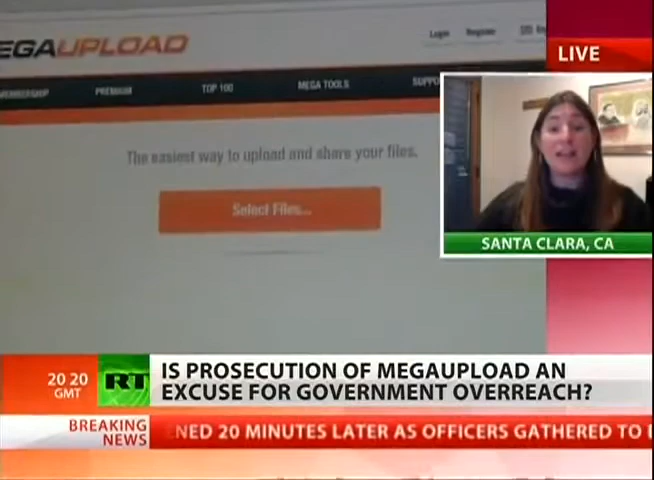 EGAUPLOAD
Login Register
LIVE
MEMBERSHIP PREMIUM TOP 100 MEGA TOOLS SUPPO
The easiest way to upload and share your files.
Select Files...
SANTA CLARA, CA
20 20
GMT
RT
IS PROSECUTION OF MEGAUPLOAD AN
EXCUSE FOR GOVERNMENT OVERREACH?
BREAKING
NEWS
NED 20 MINUTES LATER AS OFFICERS GATHERED TO